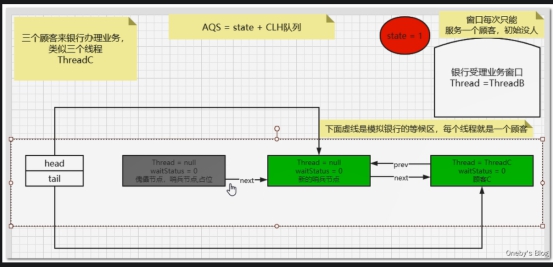 三个顾客来银行办理业务，
类似三个线程
ThreadC
AQS = state + CLH队列
state = 1
窗口每次只能
服务一个顾客，初始没人
银行受理业务窗口
Thread =ThreadB
下面虚线是模拟银行的等候区，每个线程就是一个顾客
head
tail
Thread = null
waitStatus = 0
傀儡节点、哨兵节点,占位
next
Thread = null
waitStatus = 0
新的哨兵节点
prev
next
Thread = ThreadC
waitStatus = 0
顾客C
Oneby's Blog